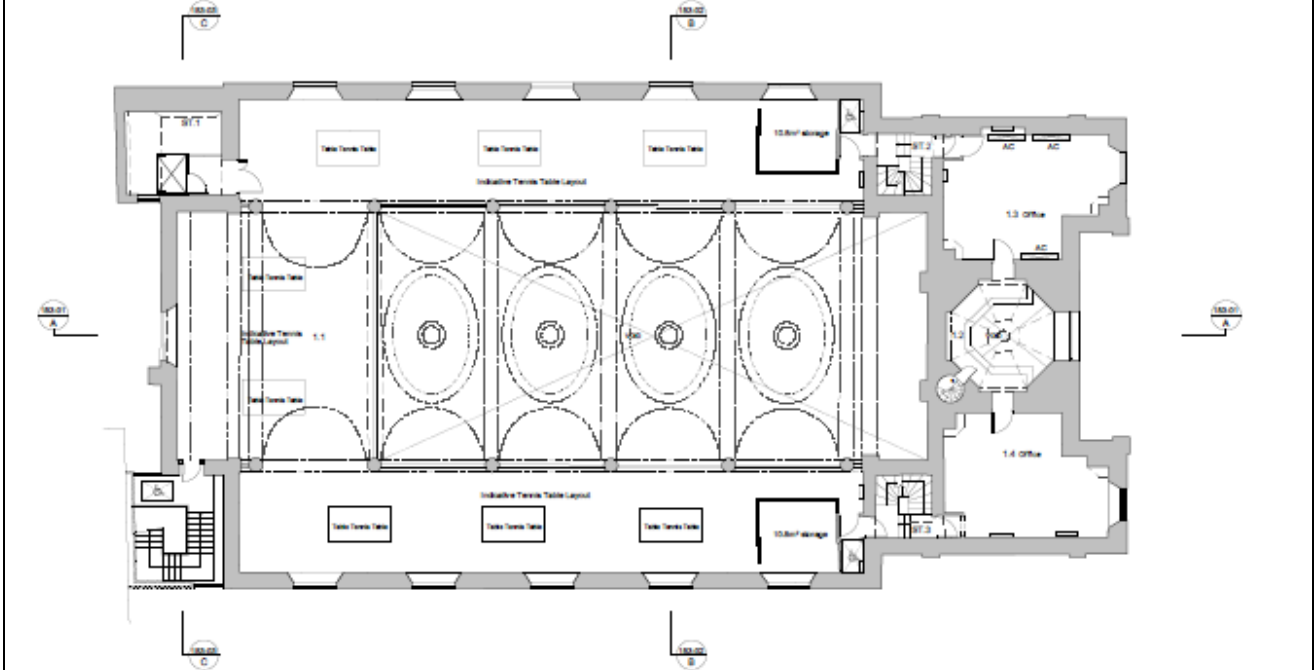 183-03
C
183-02
B
ST.1
Table Tennis Table
Table Tennis Table
Table Tennis Table
10.8m² storage
ST.2
AC
AC
Indicative Tennis Table Layout
1.3 Office
AC
Table Tennis Table
183-01
A
Indicative Tennis
Table Layout
1.1
Void
1.2
Void
183-01
A
Table Tennis Table
1.4 Office
Indicative Tennis Table Layout
Table Tennis Table
Table Tennis Table
Table Tennis Table
10.8m² storage
ST.3
183-03
C
183-02
B